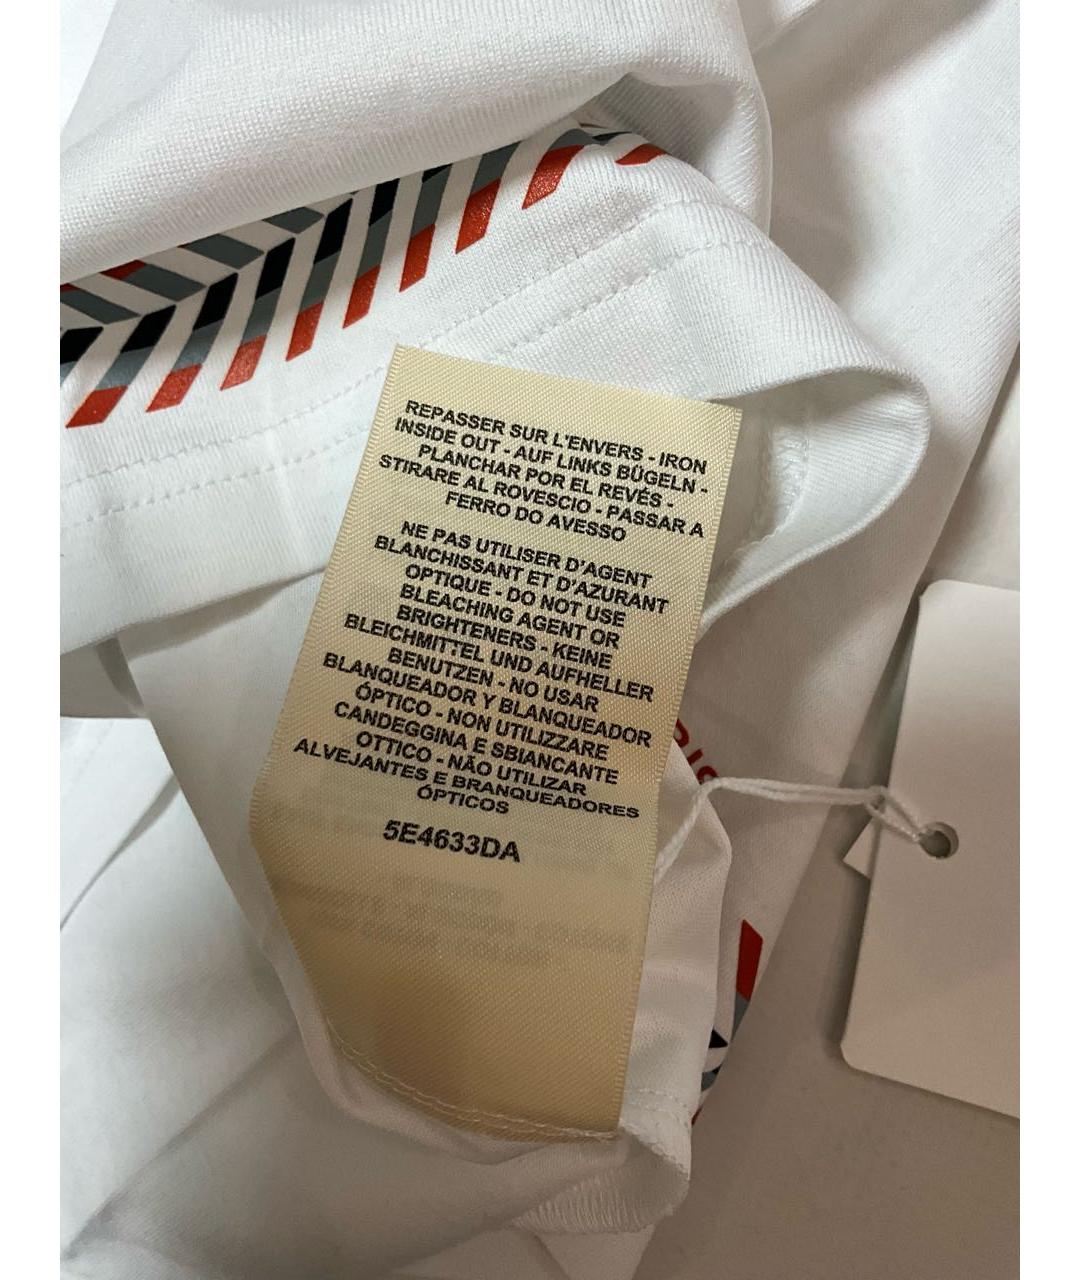 REPASSER SUR L'ENVERS - IRON
INSIDE OUT - AUF LINKS BÜGELN -
PLANCHAR POR EL REVÉS -
STIRARE AL ROVESCIO - PASSAR A
FERRO DO AVESSO
NE PAS UTILISER D'AGENT
BLANCHISSANT ET D'AZURANT
OPTIQUE - DO NOT USE
BLEACHING AGENT OR
BRIGHTENERS - KEINE
BLEICHMITTEL UND AUFHELLER
BENUTZEN - NO USAR
BLANQUEADOR Y BLANQUEADOR
ÓPTICO - NON UTILIZZARE
CANDEGGINA E SBIANCANTE
OTTICO - NÃO UTILIZAR
ALVEJANTES E BRANQUEADORES
ÓPTICOS
5E4633DA